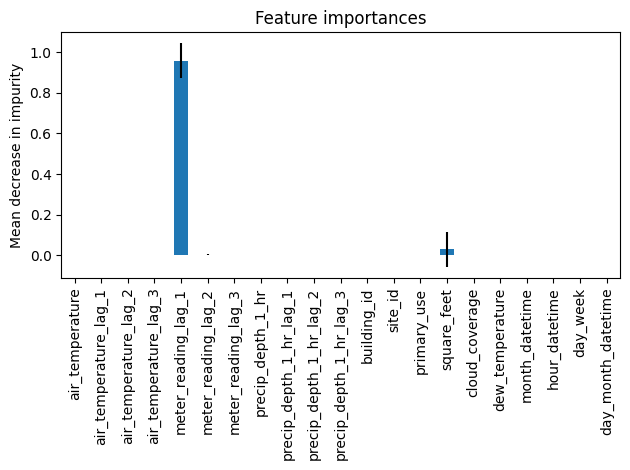 Feature importances
Mean decrease in impurity
1.0
0.8
0.6
0.4
0.2
0.0
air_temperature
air_temperature_lag_1
air_temperature_lag_2
air_temperature_lag_3
meter_reading_lag_1
meter_reading_lag_2
meter_reading_lag_3
precip_depth_1_hr
precip_depth_1_hr_lag_1
precip_depth_1_hr_lag_2
precip_depth_1_hr_lag_3
building_id
site_id
primary_use
square_feet
cloud_coverage
dew_temperature
month_datetime
hour_datetime
day_week
day_month_datetime